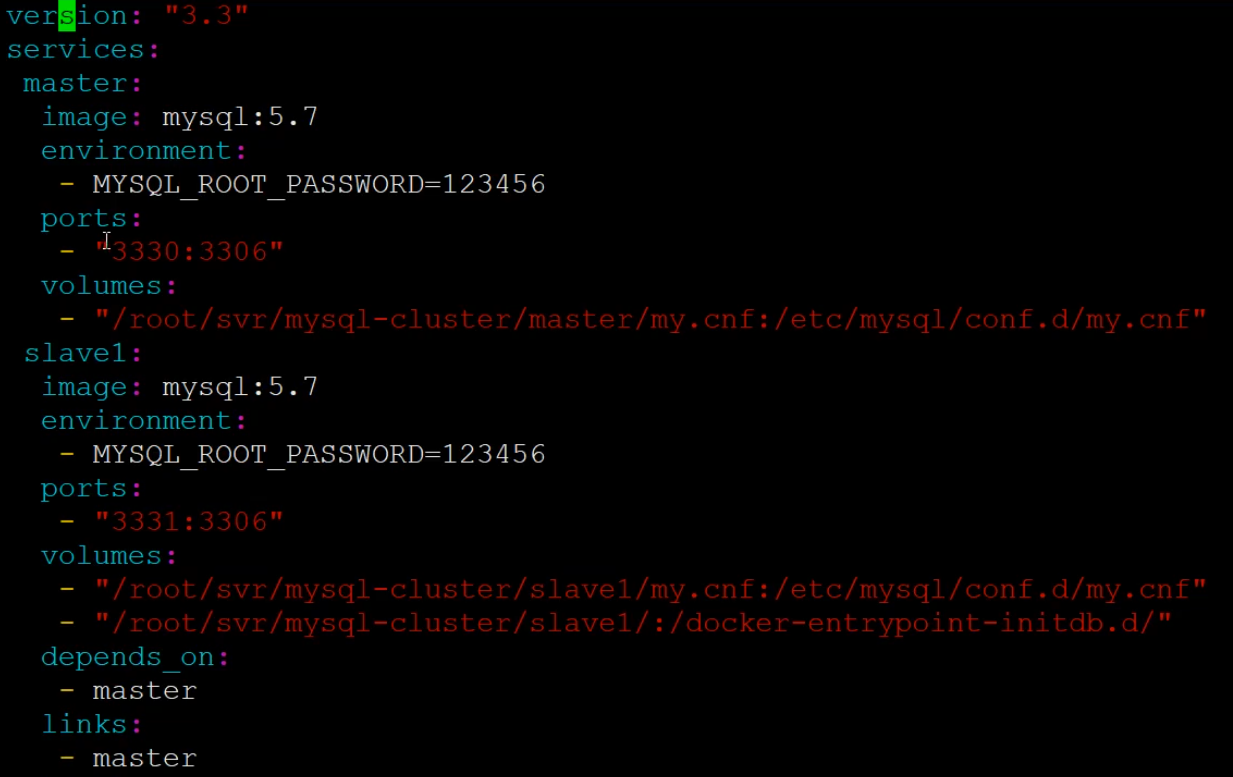 version: "3.3"
services:
 master:
  image: mysql:5.7
  environment:
   - MYSQL_ROOT_PASSWORD=123456
  ports:
   - "3330:3306"
  volumes:
   - "/root/svr/mysql-cluster/master/my.cnf:/etc/mysql/conf.d/my.cnf"
 slave1:
  image: mysql:5.7
  environment:
   - MYSQL_ROOT_PASSWORD=123456
  ports:
   - "3331:3306"
  volumes:
   - "/root/svr/mysql-cluster/slave1/my.cnf:/etc/mysql/conf.d/my.cnf"
   - "/root/svr/mysql-cluster/slave1/:/docker-entrypoint-initdb.d/"
  depends_on:
   - master
  links:
   - master